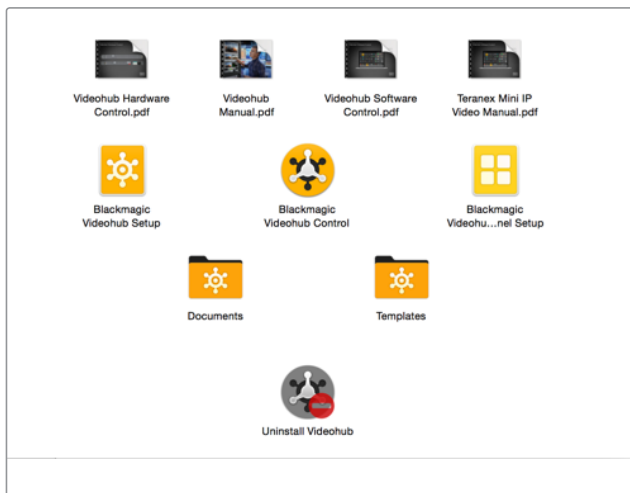 Videohub Hardware
Control.pdf
Videohub
Manual.pdf
Videohub Software
Control.pdf
Teranex Mini IP
Video Manual.pdf
Blackmagic
Videohub Setup
Blackmagic
Videohub Control
Blackmagic
Videohu...nel Setup
Documents
Templates
Uninstall Videohub